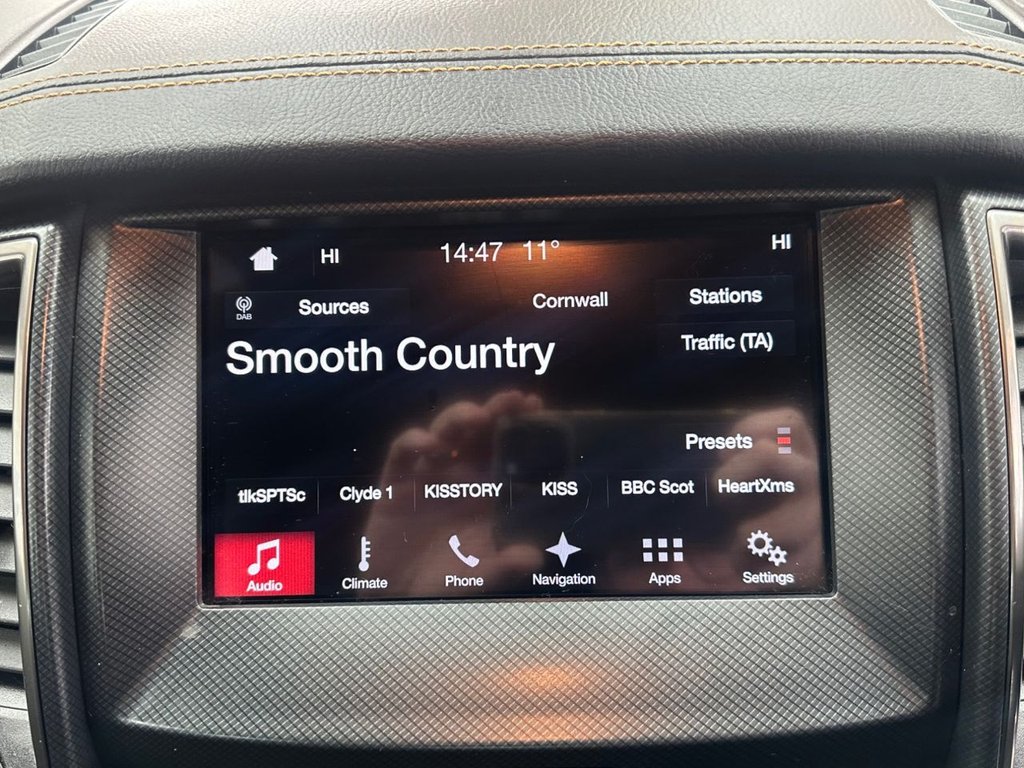 HI 14:47 11° HI
DAB Sources Cornwall Stations
Smooth Country Traffic (TA)
Presets
tlkSPTSc Clyde 1 KISSTORY KISS BBC Scot HeartXms
Audio Climate Phone Navigation Apps Settings